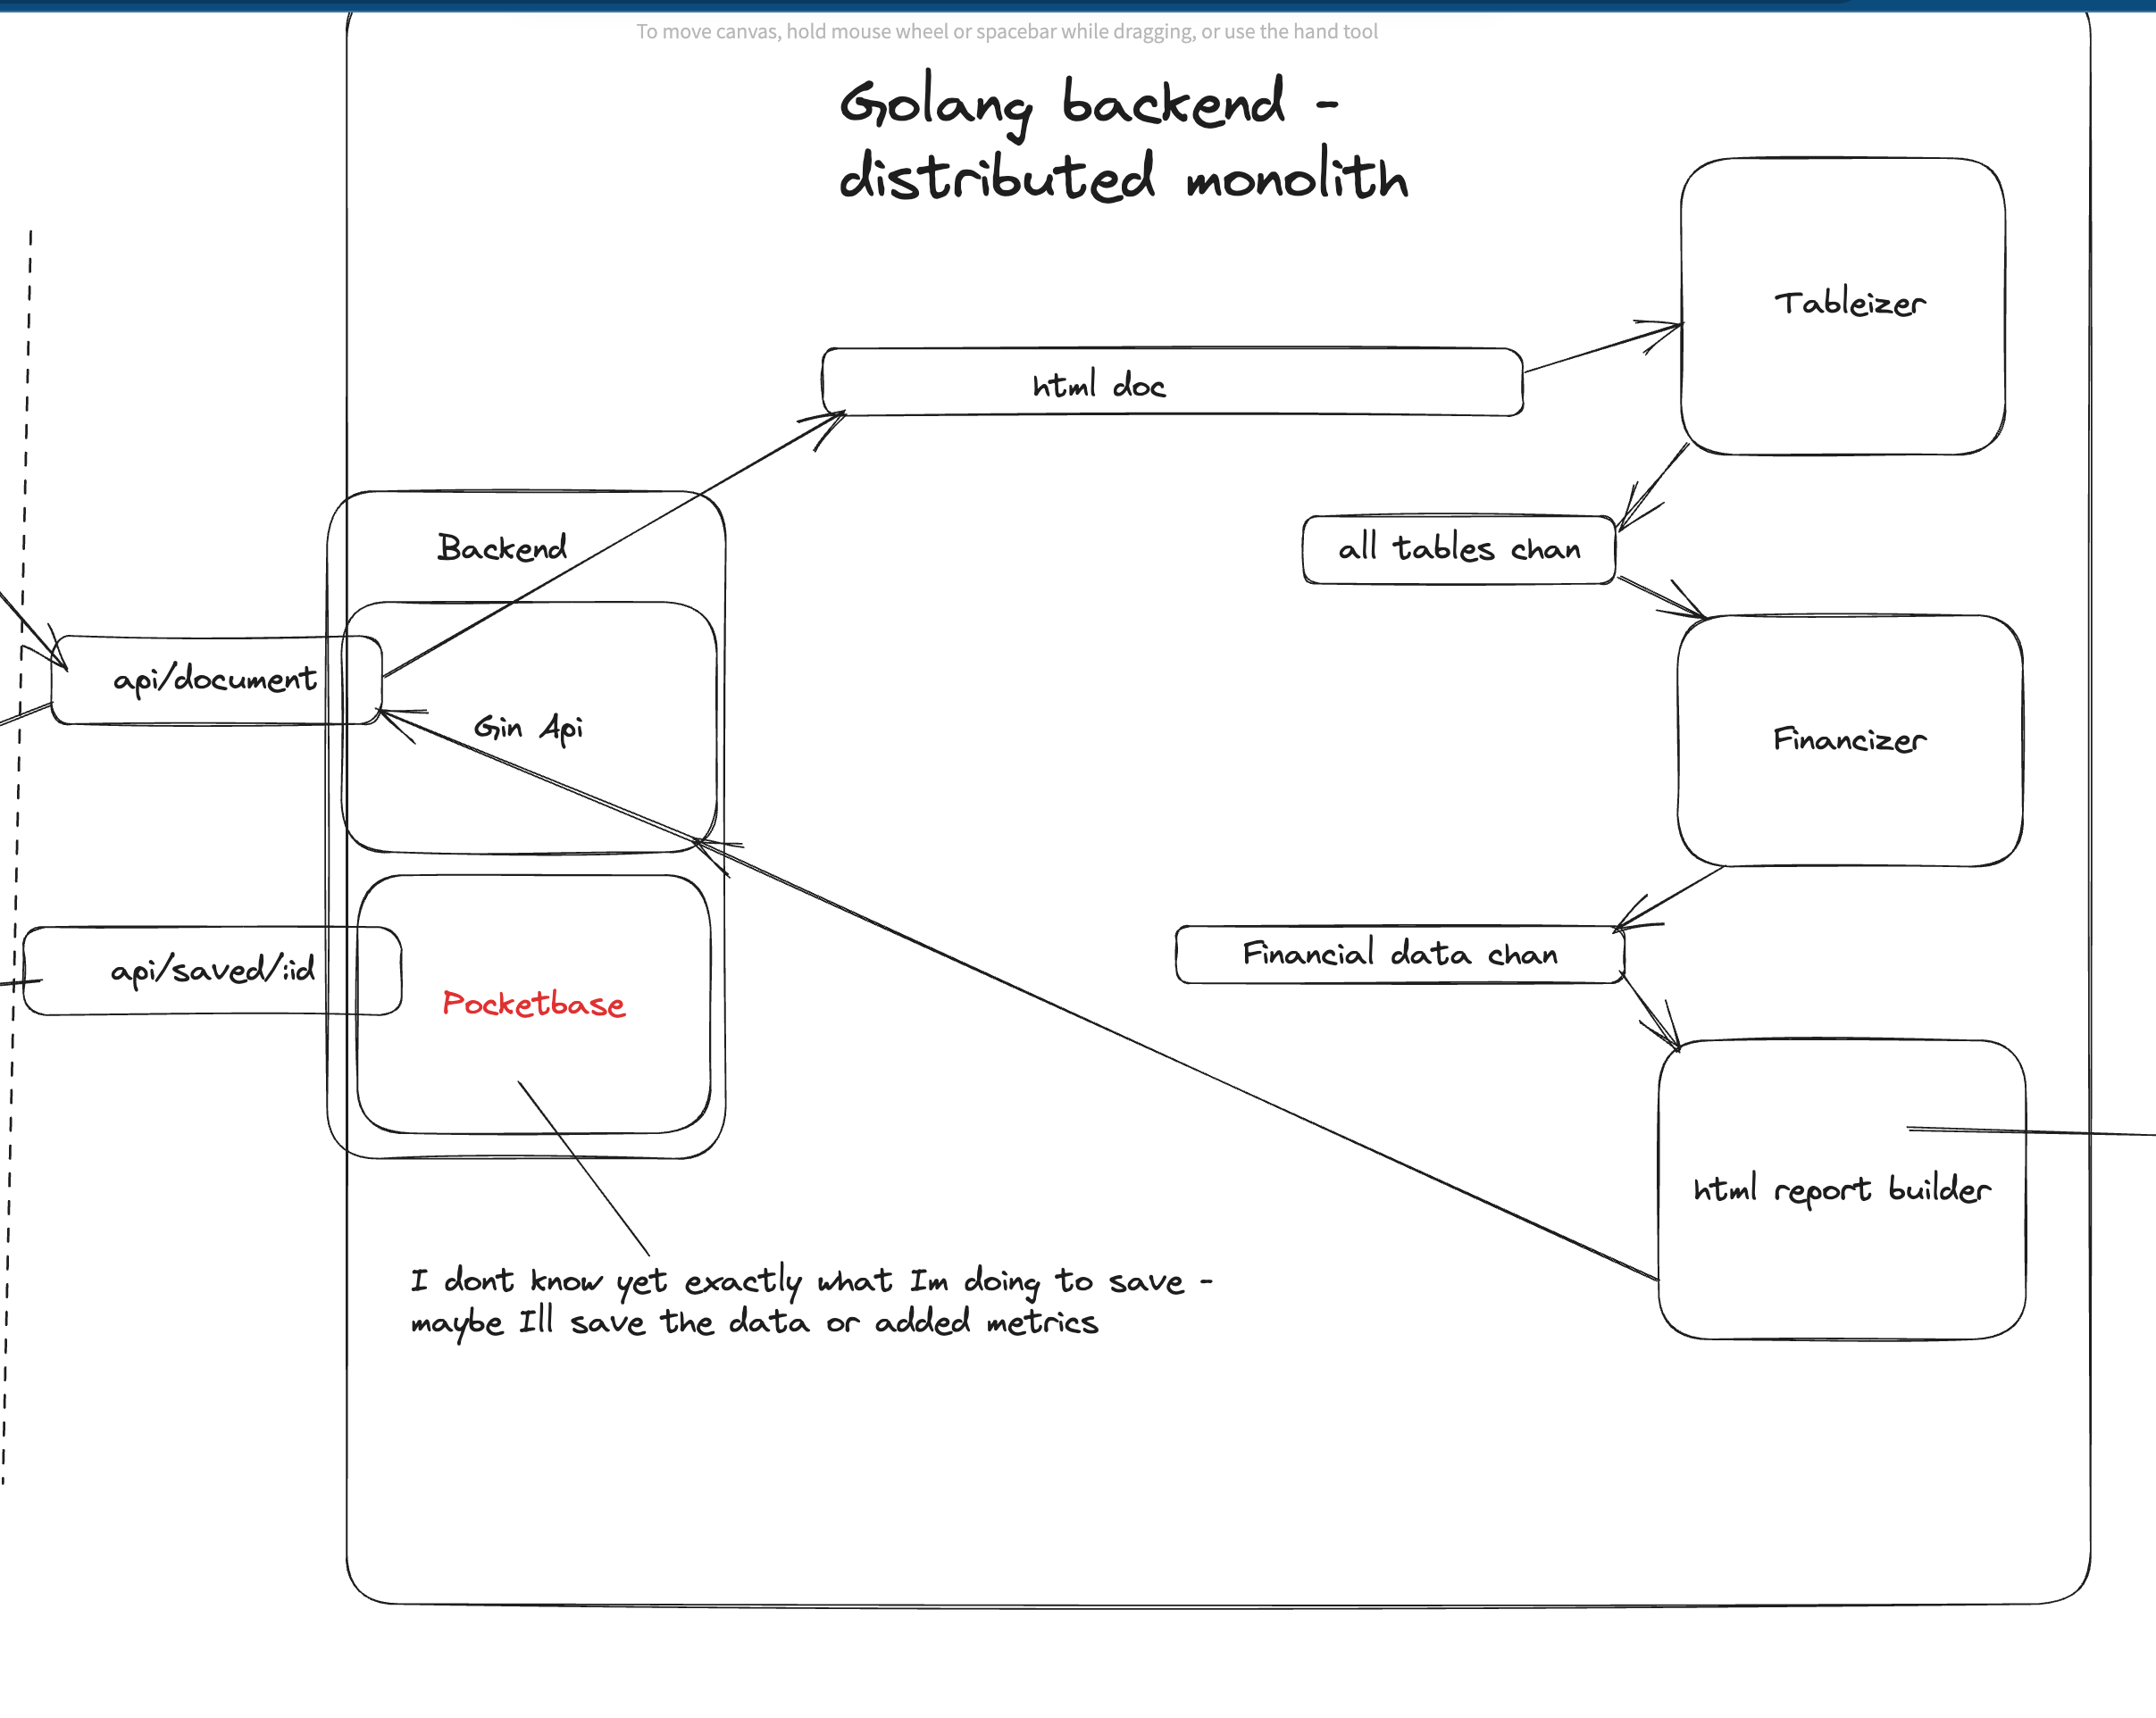 To move canvas, hold mouse wheel or spacebar while dragging, or use the hand tool
Golang backend -
distributed monolith
Tableizer
html doc
Backend
all tables chan
api/document
Gin Api
Financizer
Financial data chan
api/saved/:id
Pocketbase
html report builder
I dont know yet exactly what Im doing to save -
maybe Ill save the data or added metrics